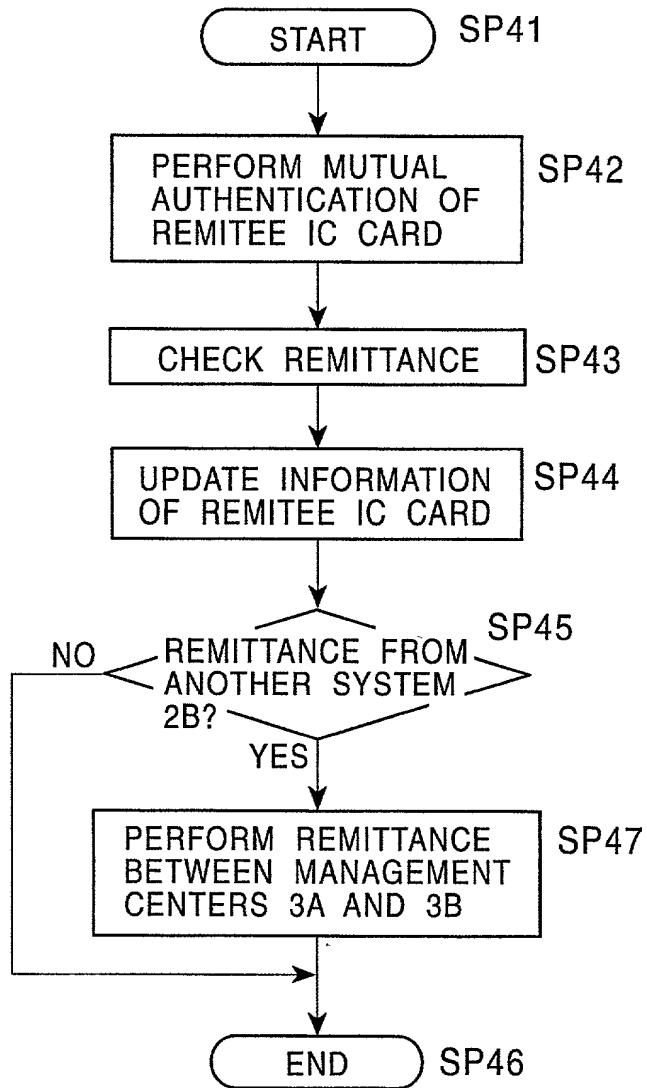 START
SP41
PERFORM MUTUAL
AUTHENTICATION OF
REMITEE IC CARD
SP42
CHECK REMITTANCE
SP43
UPDATE INFORMATION
OF REMITEE IC CARD
SP44
SP45
NO
REMITTANCE FROM
ANOTHER SYSTEM
2B?
YES
PERFORM REMITTANCE
BETWEEN MANAGEMENT
CENTERS 3A AND 3B
SP47
END
SP46